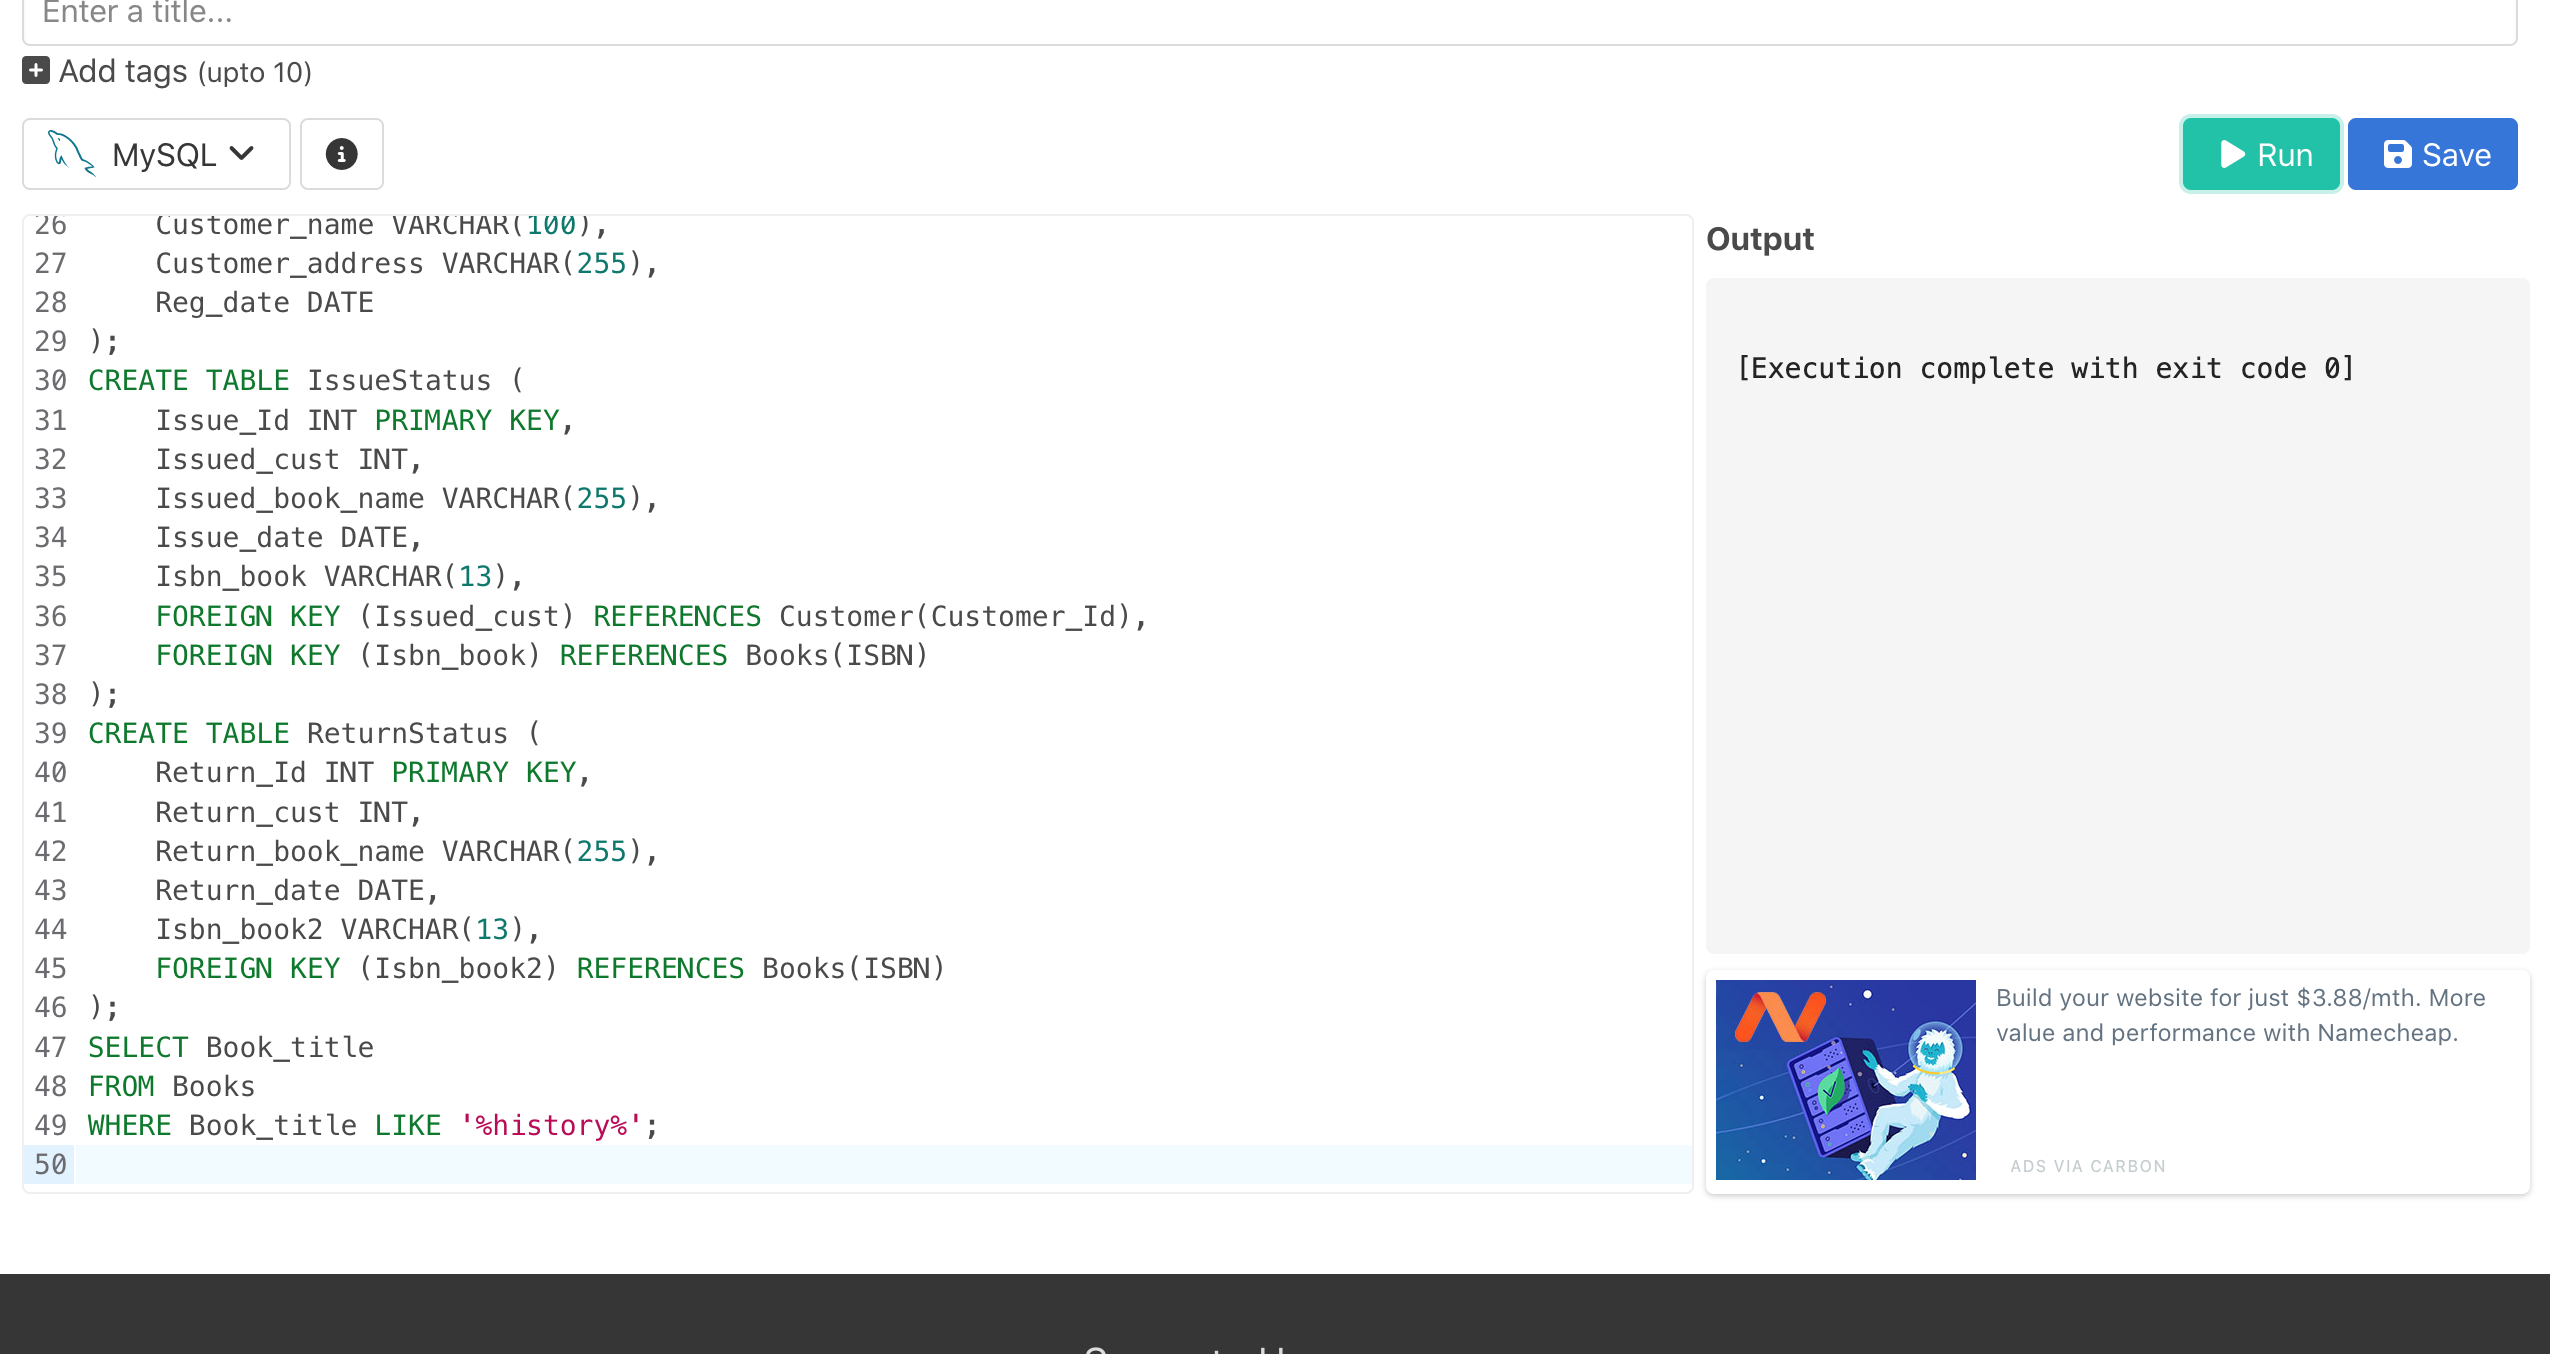 Enter a title...
Add tags (upto 10)
MySQL
Run
Save
26 Customer_name VARCHAR(100),
27 Customer_address VARCHAR(255),
28 Reg_date DATE
29 );
30 CREATE TABLE IssueStatus (
31 Issue_Id INT PRIMARY KEY,
32 Issued_cust INT,
33 Issued_book_name VARCHAR(255),
34 Issue_date DATE,
35 Isbn_book VARCHAR(13),
36 FOREIGN KEY (Issued_cust) REFERENCES Customer(Customer_Id),
37 FOREIGN KEY (Isbn_book) REFERENCES Books(ISBN)
38 );
39 CREATE TABLE ReturnStatus (
40 Return_Id INT PRIMARY KEY,
41 Return_cust INT,
42 Return_book_name VARCHAR(255),
43 Return_date DATE,
44 Isbn_book2 VARCHAR(13),
45 FOREIGN KEY (Isbn_book2) REFERENCES Books(ISBN)
46 );
47 SELECT Book_title
48 FROM Books
49 WHERE Book_title LIKE '%history%';
50
Output
[Execution complete with exit code 0]
Build your website for just $3.88/mth. More
value and performance with Namecheap.
ADS VIA CARBON